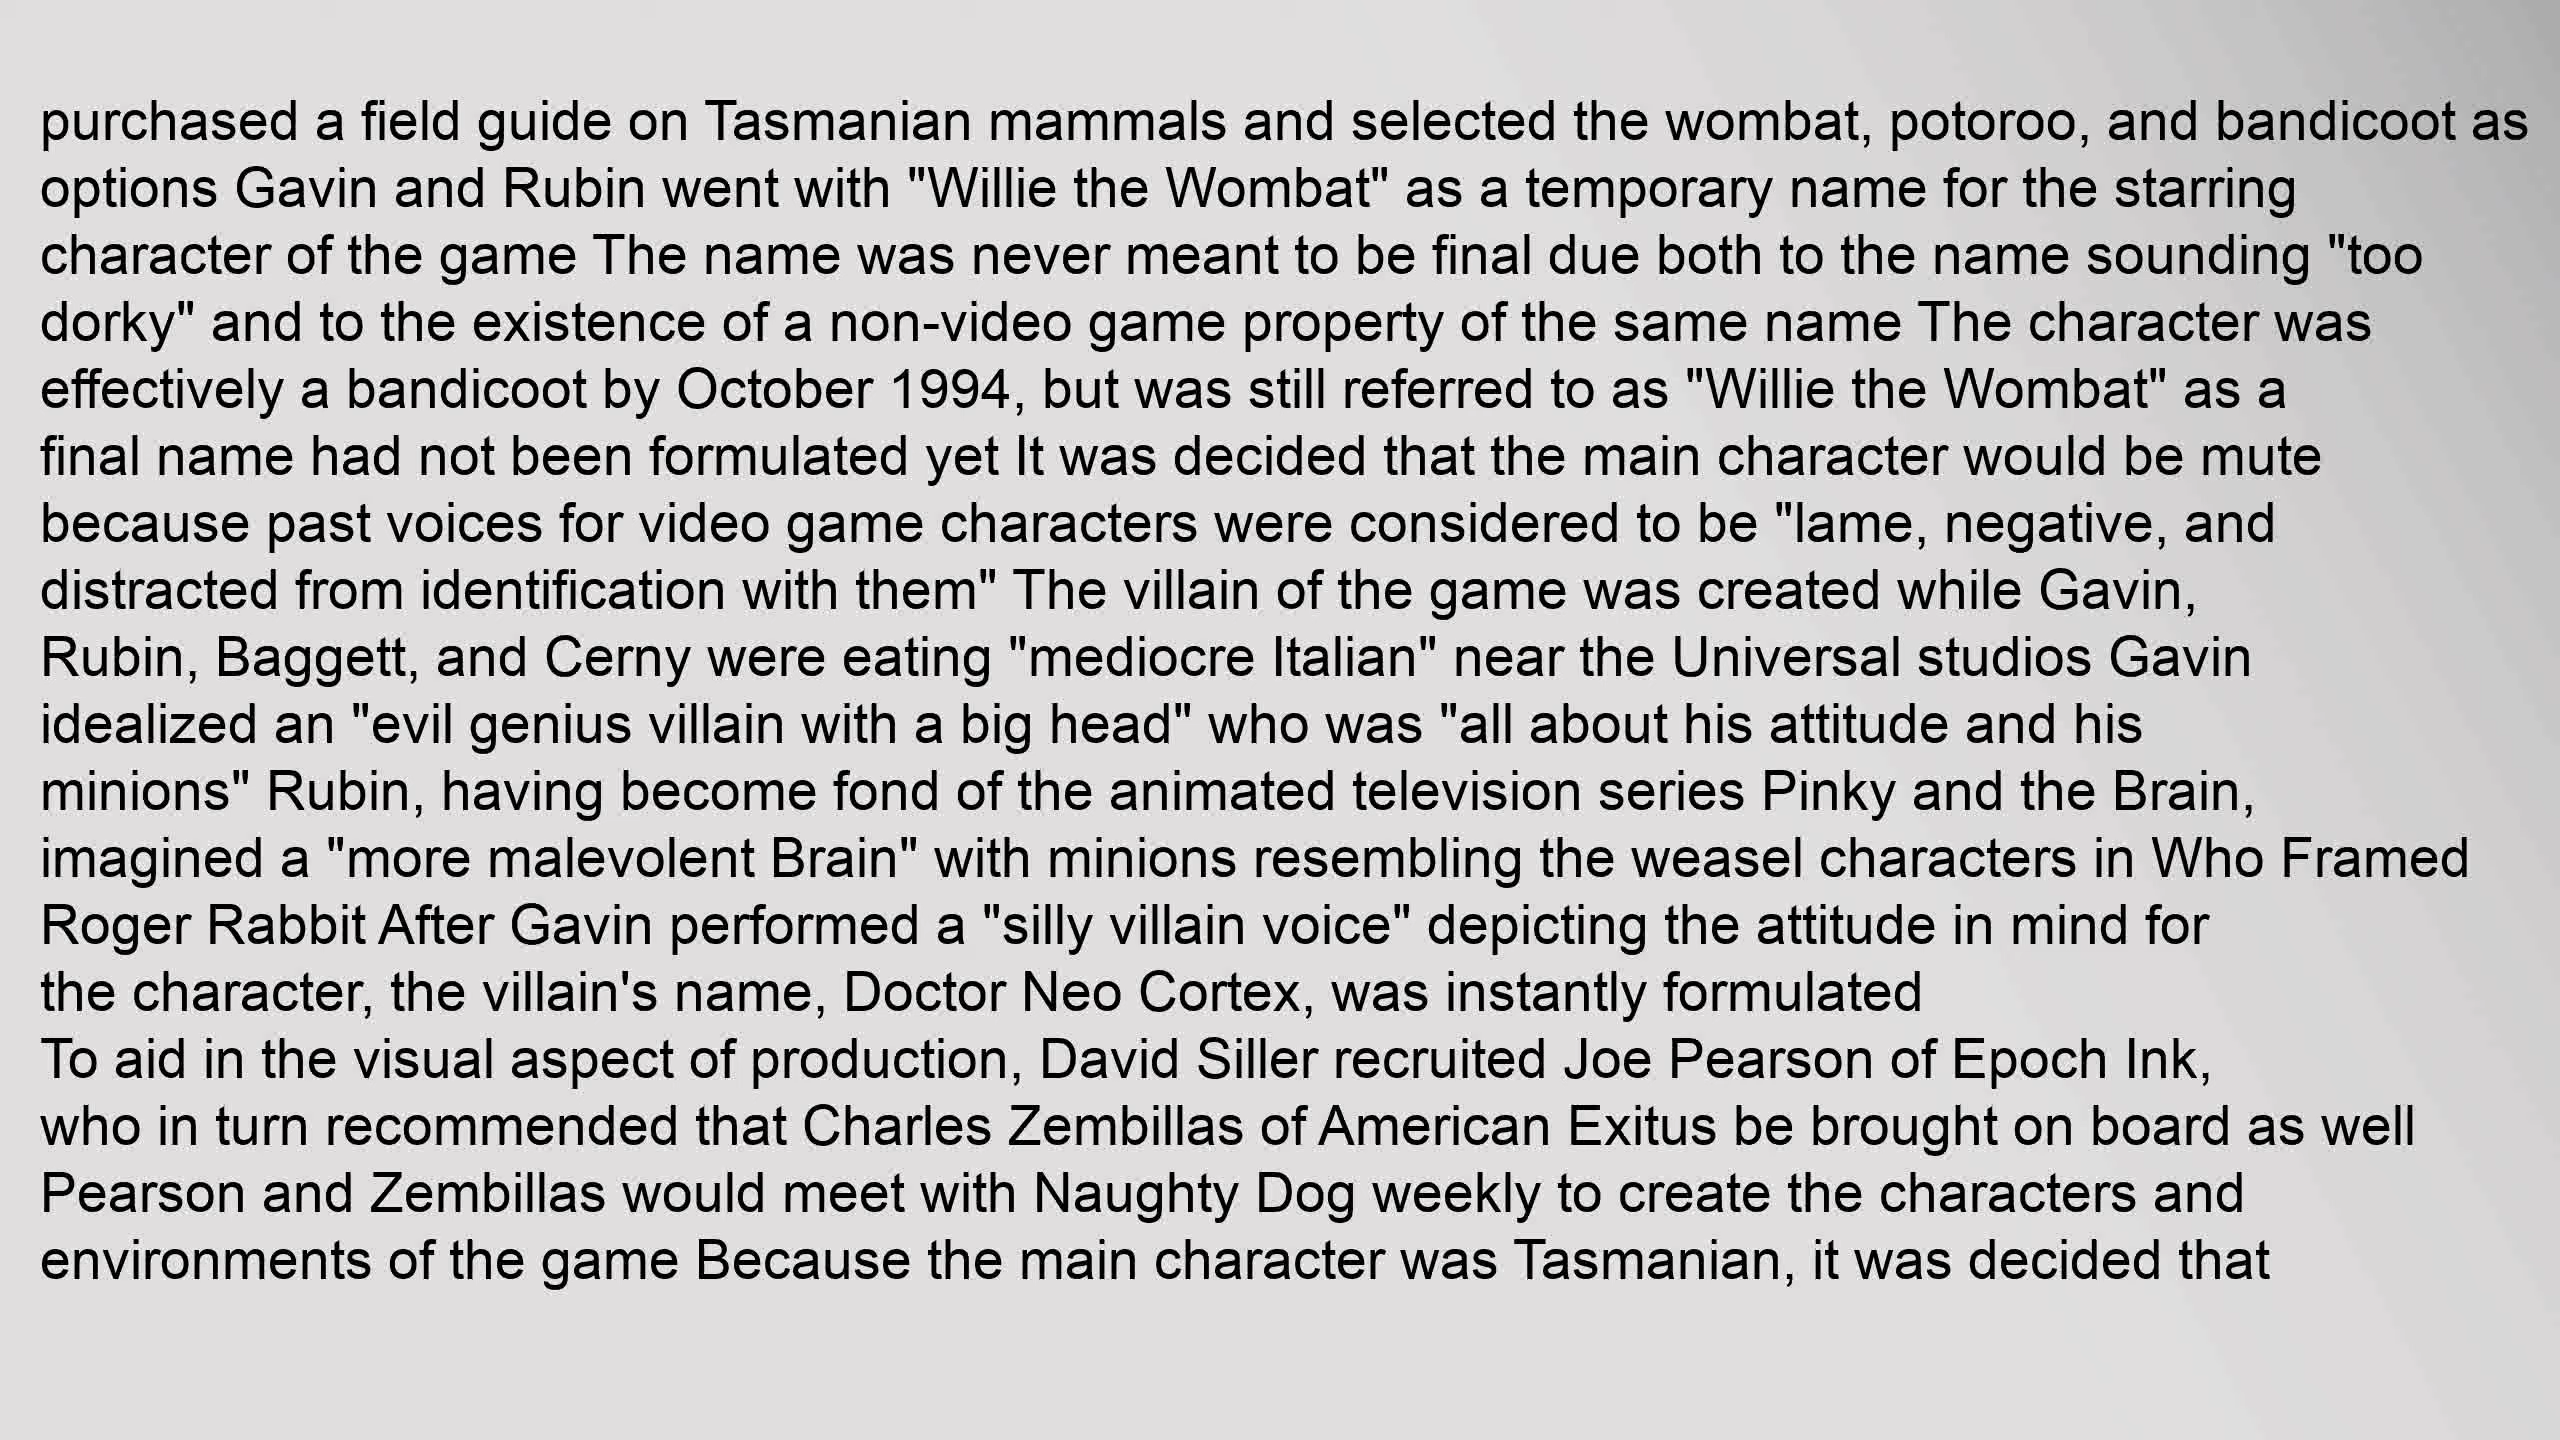 purchased a field guide on Tasmanian mammals and selected the wombat, potoroo, and bandicoot as
options Gavin and Rubin went with "Willie the Wombat" as a temporary name for the starring
character of the game The name was never meant to be final due both to the name sounding "too
dorky" and to the existence of a non-video game property of the same name The character was
effectively a bandicoot by October 1994, but was still referred to as "Willie the Wombat" as a
final name had not been formulated yet It was decided that the main character would be mute
because past voices for video game characters were considered to be "lame, negative, and
distracted from identification with them" The villain of the game was created while Gavin,
Rubin, Baggett, and Cerny were eating "mediocre Italian" near the Universal studios Gavin
idealized an "evil genius villain with a big head" who was "all about his attitude and his
minions" Rubin, having become fond of the animated television series Pinky and the Brain,
imagined a "more malevolent Brain" with minions resembling the weasel characters in Who Framed
Roger Rabbit After Gavin performed a "silly villain voice" depicting the attitude in mind for
the character, the villain's name, Doctor Neo Cortex, was instantly formulated
To aid in the visual aspect of production, David Siller recruited Joe Pearson of Epoch Ink,
who in turn recommended that Charles Zembillas of American Exitus be brought on board as well
Pearson and Zembillas would meet with Naughty Dog weekly to create the characters and
environments of the game Because the main character was Tasmanian, it was decided that